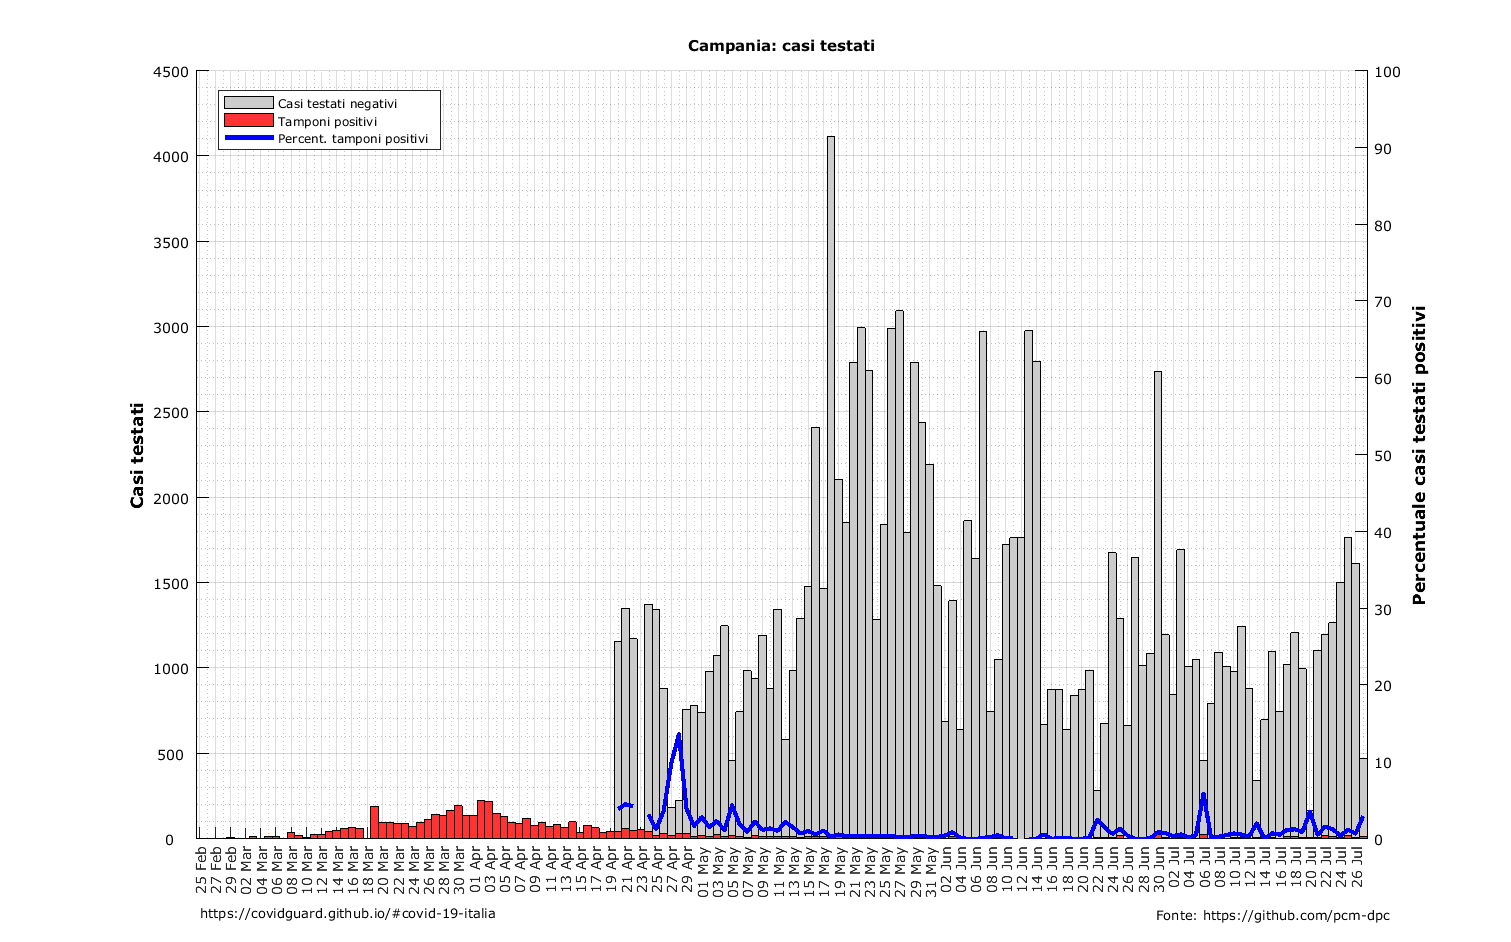 Campania: casi testati
4500
4000
3500
3000
2500
2000
1500
1000
500
0
Casi testati
Casi testati negativi
Tamponi positivi
Percent. tamponi positivi
100
90
80
70
60
50
40
30
20
10
0
Percentuale casi testati positivi
25 Feb
27 Feb
29 Feb
02 Mar
04 Mar
06 Mar
08 Mar
10 Mar
12 Mar
14 Mar
16 Mar
18 Mar
20 Mar
22 Mar
24 Mar
26 Mar
28 Mar
30 Mar
01 Apr
03 Apr
05 Apr
07 Apr
09 Apr
11 Apr
13 Apr
15 Apr
17 Apr
19 Apr
21 Apr
23 Apr
25 Apr
27 Apr
29 Apr
01 May
03 May
05 May
07 May
09 May
11 May
13 May
15 May
17 May
19 May
21 May
23 May
25 May
27 May
29 May
31 May
02 Jun
04 Jun
06 Jun
08 Jun
10 Jun
12 Jun
14 Jun
16 Jun
18 Jun
20 Jun
22 Jun
24 Jun
26 Jun
28 Jun
30 Jun
02 Jul
04 Jul
06 Jul
08 Jul
10 Jul
12 Jul
14 Jul
16 Jul
18 Jul
20 Jul
22 Jul
24 Jul
26 Jul
https://covidguard.github.io/#covid-19-italia
Fonte: https://github.com/pcm-dpc